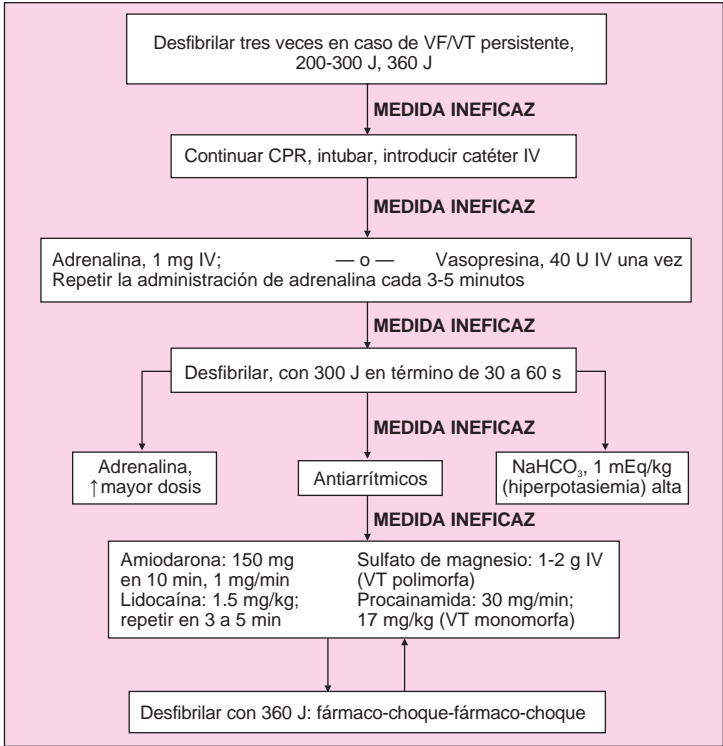 Desfibrilar tres veces en caso de VF/VT persistente,
200-300 J, 360 J
MEDIDA INEFICAZ
Continuar CPR, intubar, introducir catéter IV
MEDIDA INEFICAZ
Adrenalina, 1 mg IV; — o — Vasopresina, 40 U IV una vez
Repetir la administración de adrenalina cada 3-5 minutos
MEDIDA INEFICAZ
Desfibrilar, con 300 J en término de 30 a 60 s
MEDIDA INEFICAZ
Adrenalina,
↑mayor dosis
Antiarrítmicos
NaHCO₃, 1 mEq/kg
(hiperpotasiemia) alta
MEDIDA INEFICAZ
Amiodarona: 150 mg
en 10 min, 1 mg/min
Lidocaína: 1.5 mg/kg;
repetir en 3 a 5 min
Sulfato de magnesio: 1-2 g IV
(VT polimorfa)
Procainamida: 30 mg/min;
17 mg/kg (VT monomorfa)
Desfibrilar con 360 J: fármaco-choque-fármaco-choque